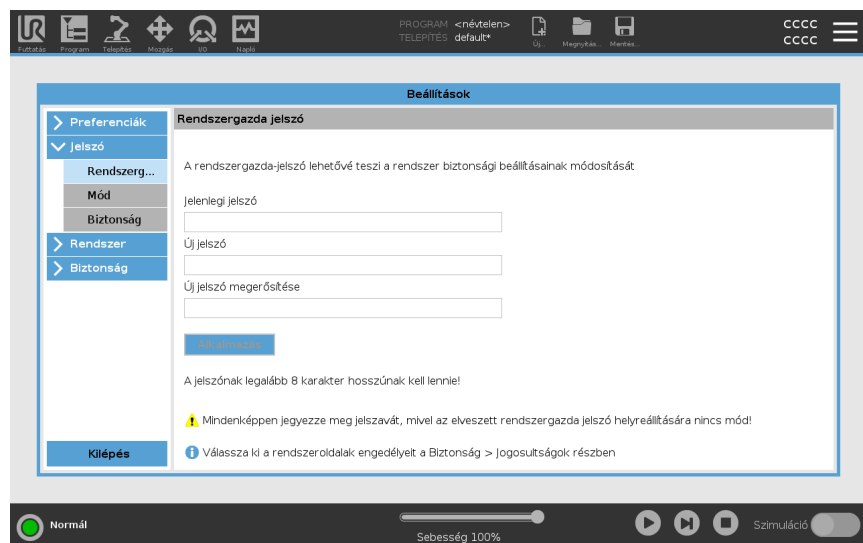 PROGRAM <névtelen>
TELEPÍTÉS default*
CCCC
CCCC
Futtatás Program Telepítés Mozgás I/O Napló Új... Megnyitás... Mentés...
Beállítások
Preferenciák
Jelszó
Rendszerg...
Mód
Biztonság
Rendszer
Biztonság
Kilépés
Rendszergazda jelszó
A rendszergazda-jelszó lehetővé teszi a rendszer biztonsági beállításainak módosítását
Jelenlegi jelszó
Új jelszó
Új jelszó megerősítése
Alkalmazás
A jelszónak legalább 8 karakter hosszúnak kell lennie!
Mindenképpen jegyezze meg jelszavát, mivel az elveszett rendszergazda jelszó helyreállítására nincs mód!
Válassza ki a rendszeroldalak engedélyeit a Biztonság > Jogosultságok részben
Normál
Sebesség 100%
Szimuláció